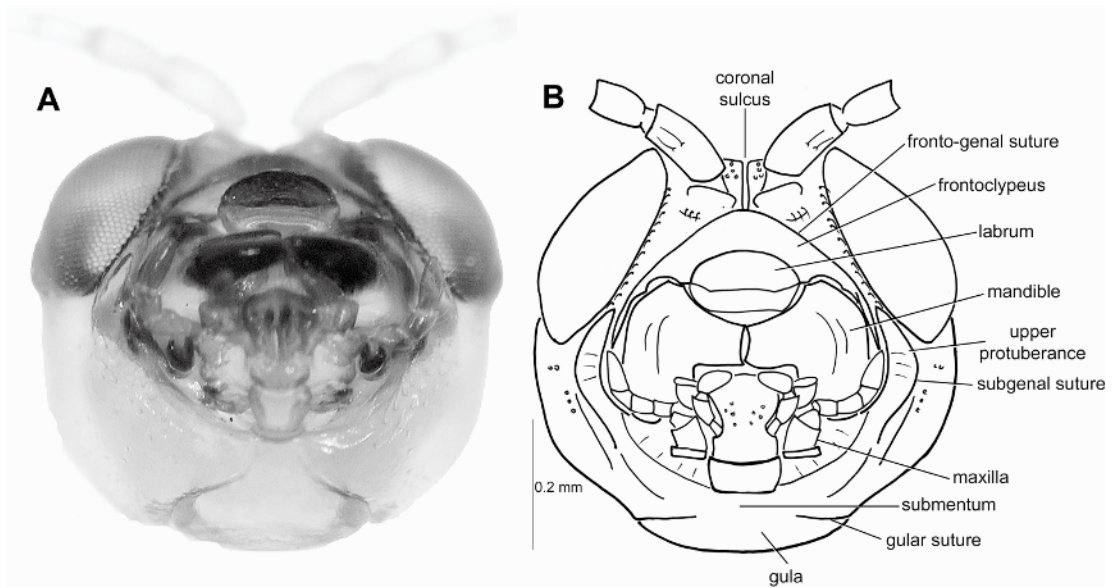 A
B
coronal
sulcus
fronto-genal suture
frontoclypeus
labrum
mandible
upper
protuberance
subgenal suture
maxilla
0.2 mm
submentum
gular suture
gula